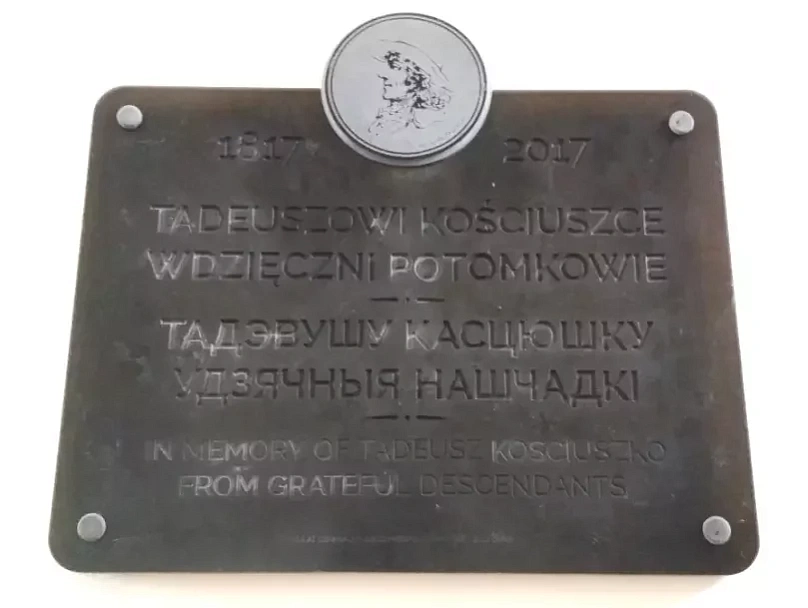 1817 2017
TADEUSZOWI KOŚCIUSZCE
WDZIĘCZNI POTOMKOWIE
ТАДЭВУШУ КАСЦЮШКУ
УДЗЯЧНЫЯ НАШЧАДКІ
IN MEMORY OF TADEUSZ KOSCIUSZKO
FROM GRATEFUL DESCENDANTS